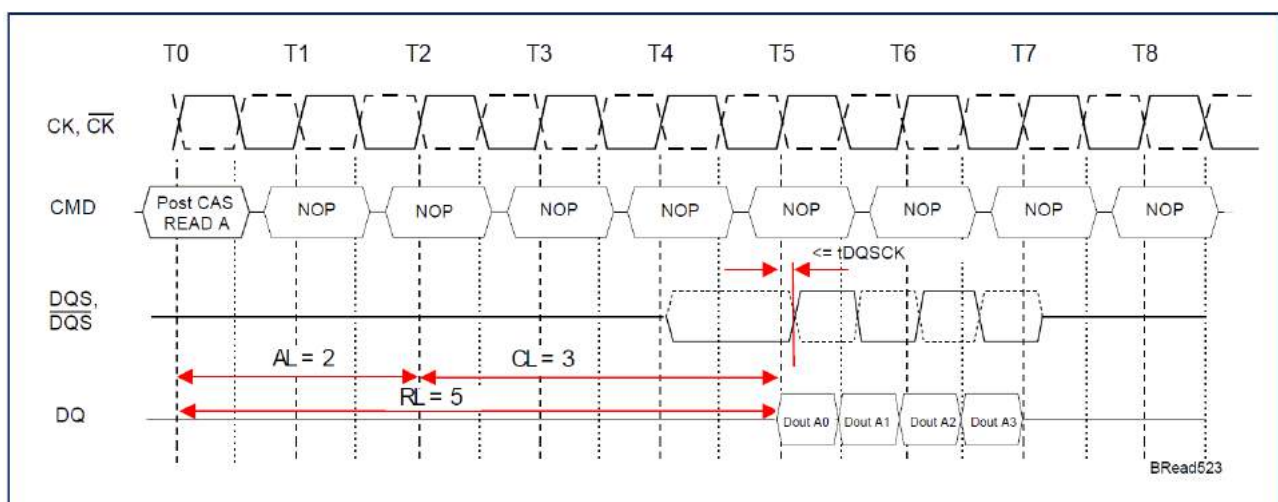 T0 T1 T2 T3 T4 T5 T6 T7 T8
CK, CK
CMD
Post CAS
READ A
NOP NOP NOP NOP NOP NOP NOP NOP
<= tDQSCK
DQS,
DQS
AL = 2 CL = 3
RL = 5
DQ
Dout A0 Dout A1 Dout A2 Dout A3
BRead523